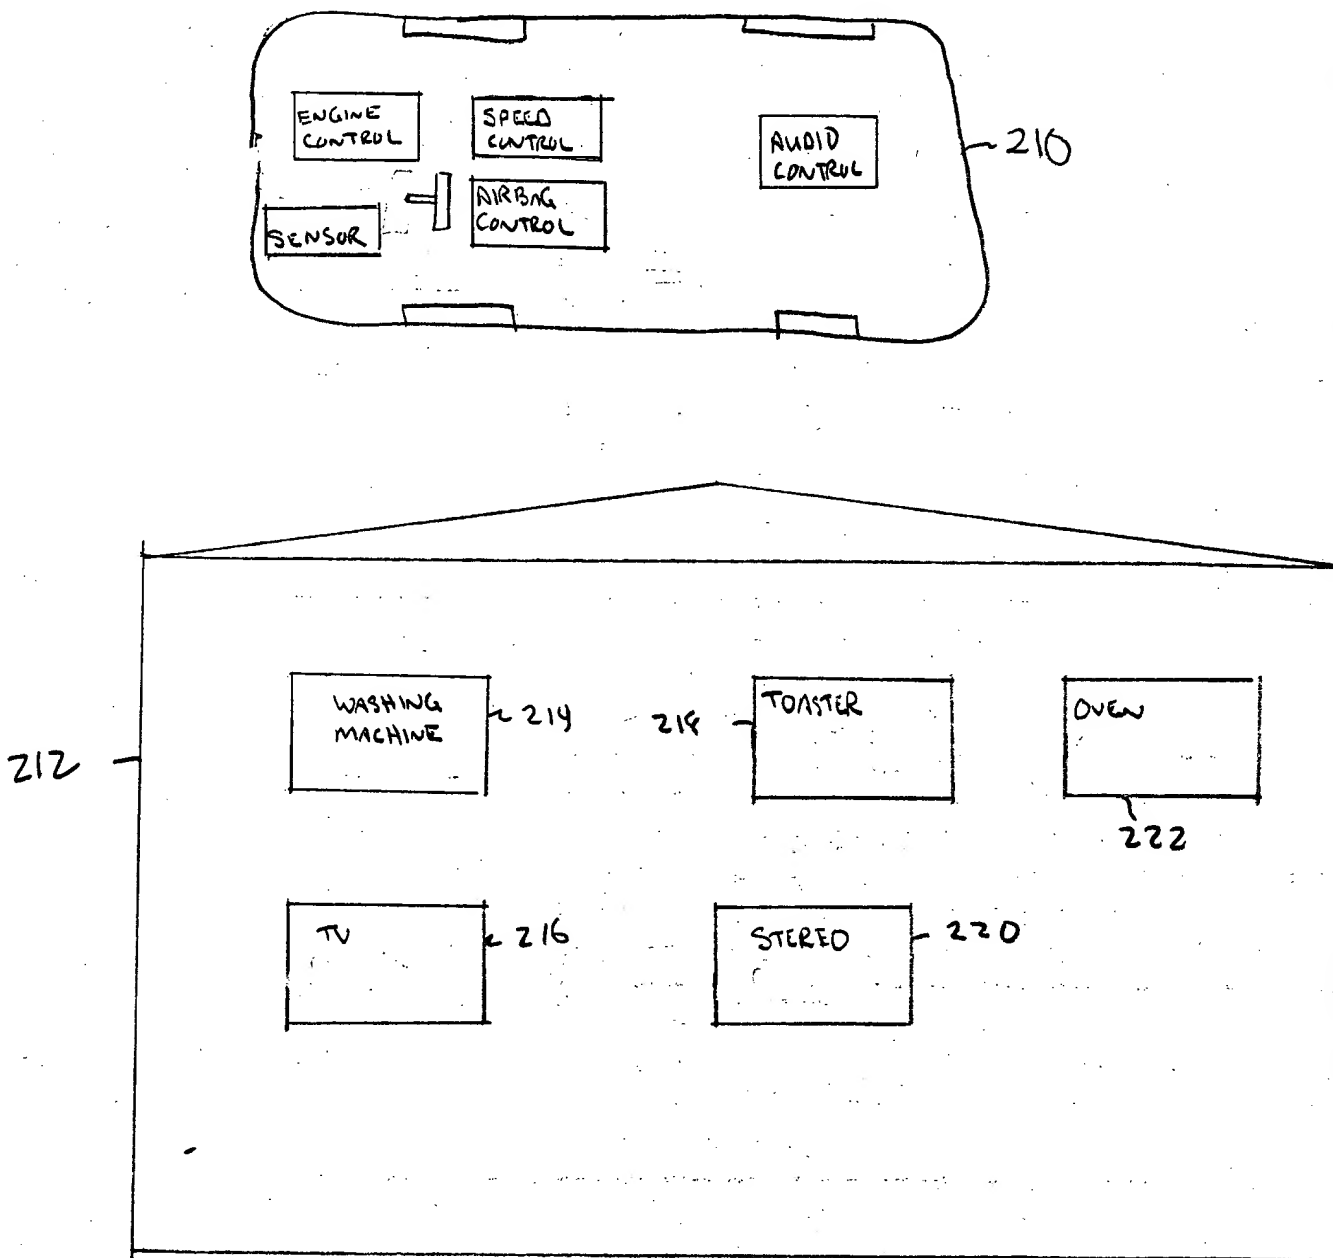 ENGINE
CONTROL
SPEED
CONTROL
AUDIO
CONTROL
210
SENSOR
AIRBAG
CONTROL
212
WASHING
MACHINE
214
218
TOASTER
OVEN
222
TV
216
STEREO
220